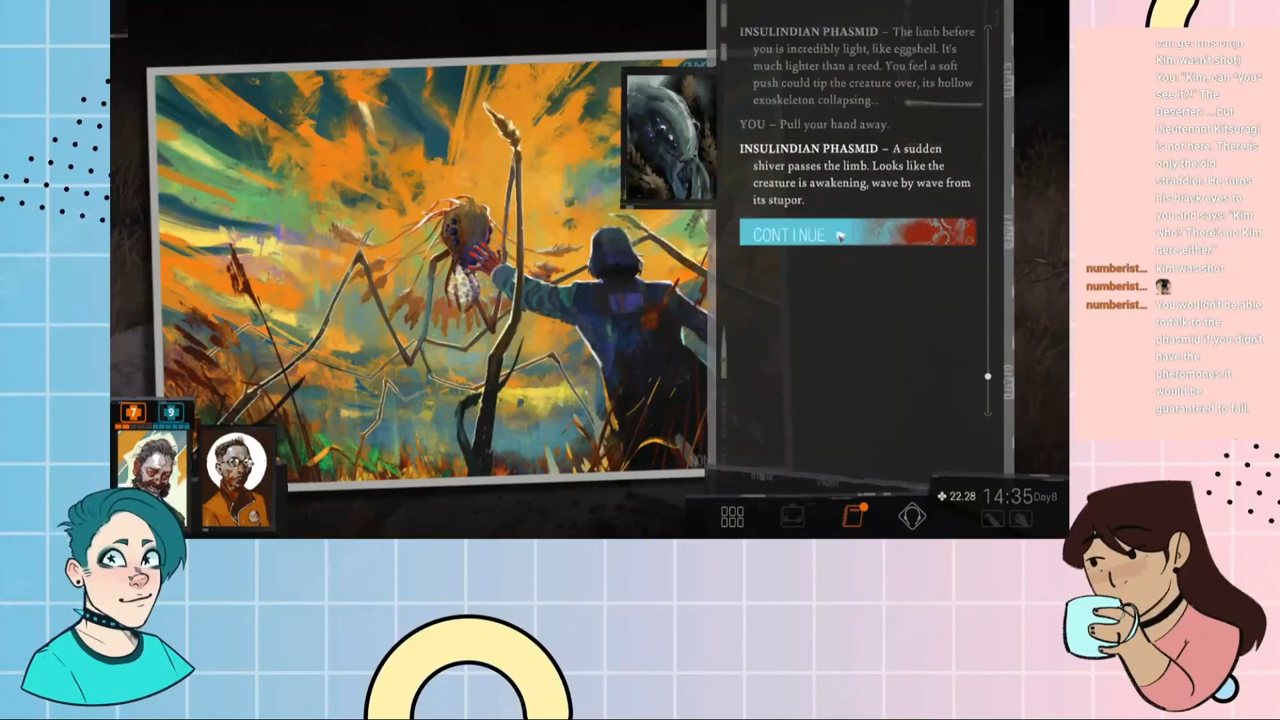 INSULINDIAN PHASMID – The limb before
you is incredibly light, like eggshell. It's
much lighter than a reed. You feel a soft
push could tip the creature over, its hollow
exoskeleton collapsing...
YOU – Pull your hand away.
INSULINDIAN PHASMID – A sudden
shiver passes the limb. Looks like the
creature is awakening, wave by wave from
its stupor.
CONTINUE
7 9
22.28 14:35 Day8
Kim wasn't shot)
You: "Kim, can *you*
see it?" The
Deserter: ...but
Lieutenant Kitsuragi
is not here. There is
only the old
straddler. He turns
his black eyes to
you and says: "Kim
who? There's no Kim
here either."
numberist... kim was shot
numberist...
numberist... You wouldn't be able
to talk to the
phasmid if you didn't
have the
pheromones. It
would be
guaranteed to fail.